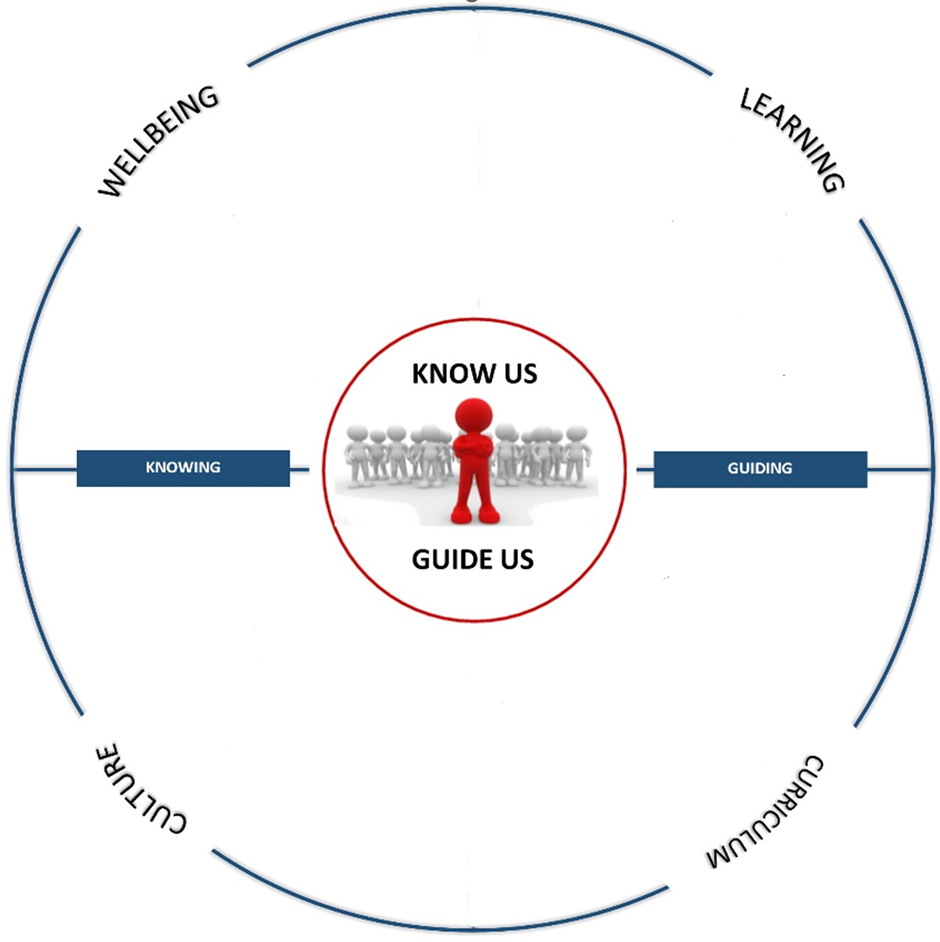 WELLBEING
LEARNING
KNOW US
KNOWING
GUIDING
GUIDE US
CULTURE
CURRICULUM